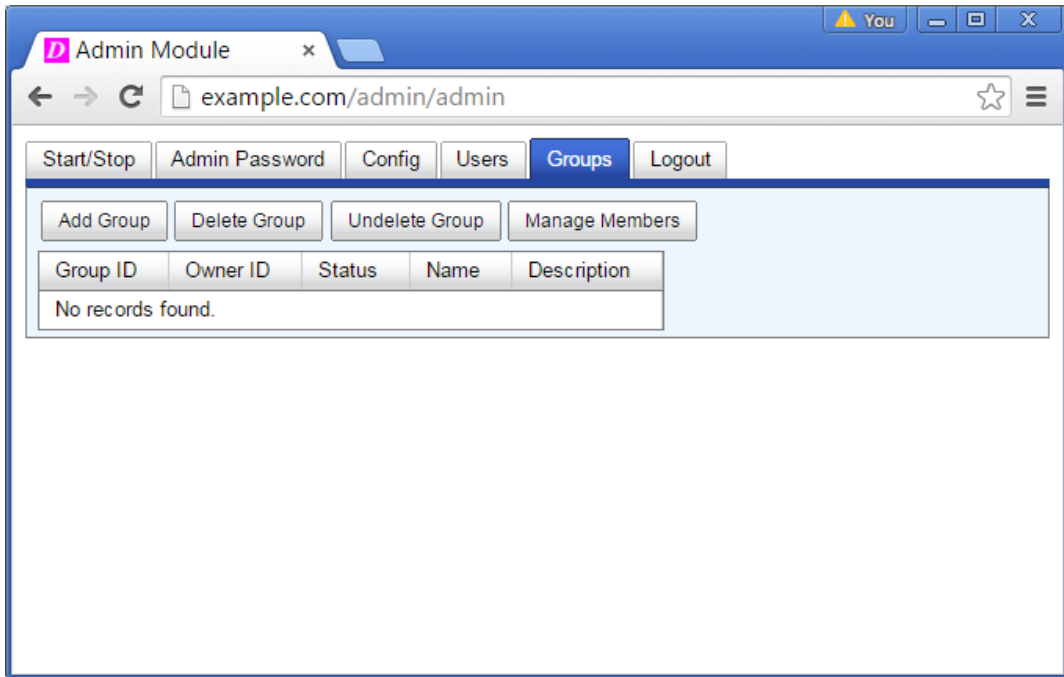 You
D Admin Module
example.com/admin/admin
Start/Stop Admin Password Config Users Groups Logout
Add Group Delete Group Undelete Group Manage Members
Group ID Owner ID Status Name Description
No records found.